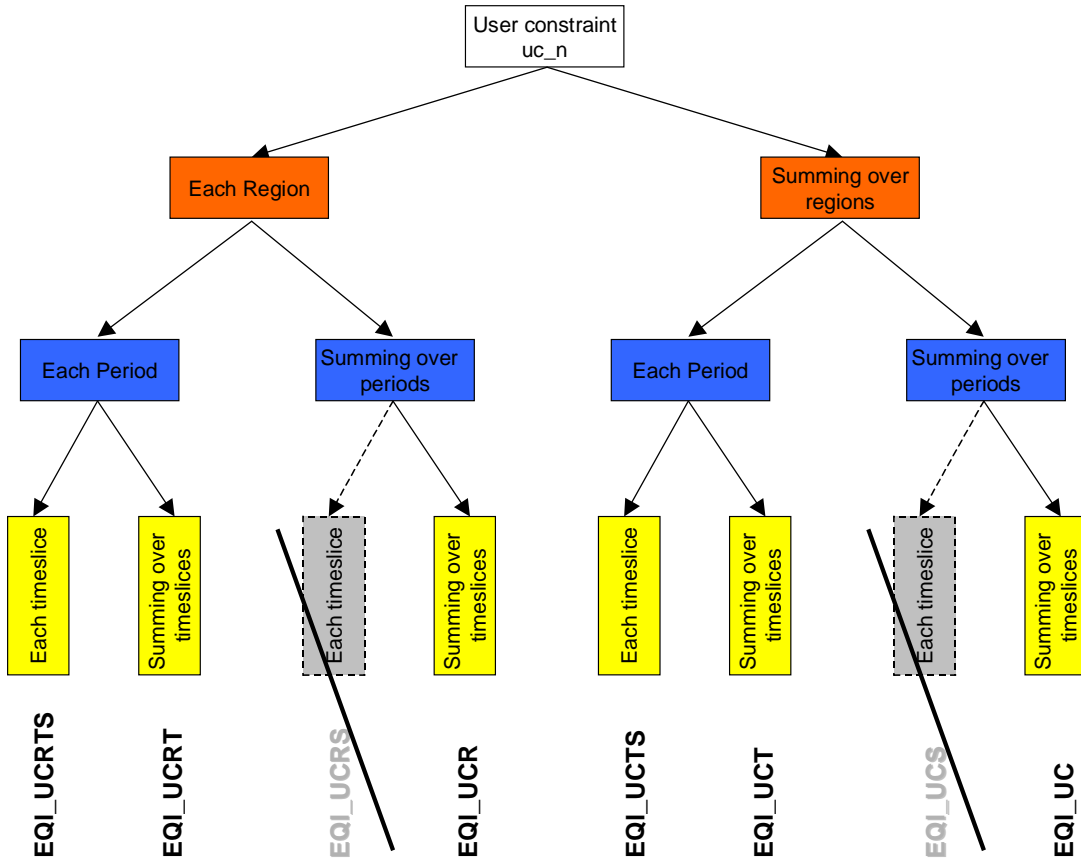 User constraint
uc_n
Each Region
Summing over
regions
Each Period
Summing over
periods
Each Period
Summing over
periods
Each timeslice
Summing over
timeslices
Each timeslice
Summing over
timeslices
Each timeslice
Summing over
timeslices
Each timeslice
Summing over
timeslices
EQI_UCRTS
EQI_UCRT
EQI_UCRS
EQI_UCR
EQI_UCTS
EQI_UCT
EQI_UCS
EQI_UC